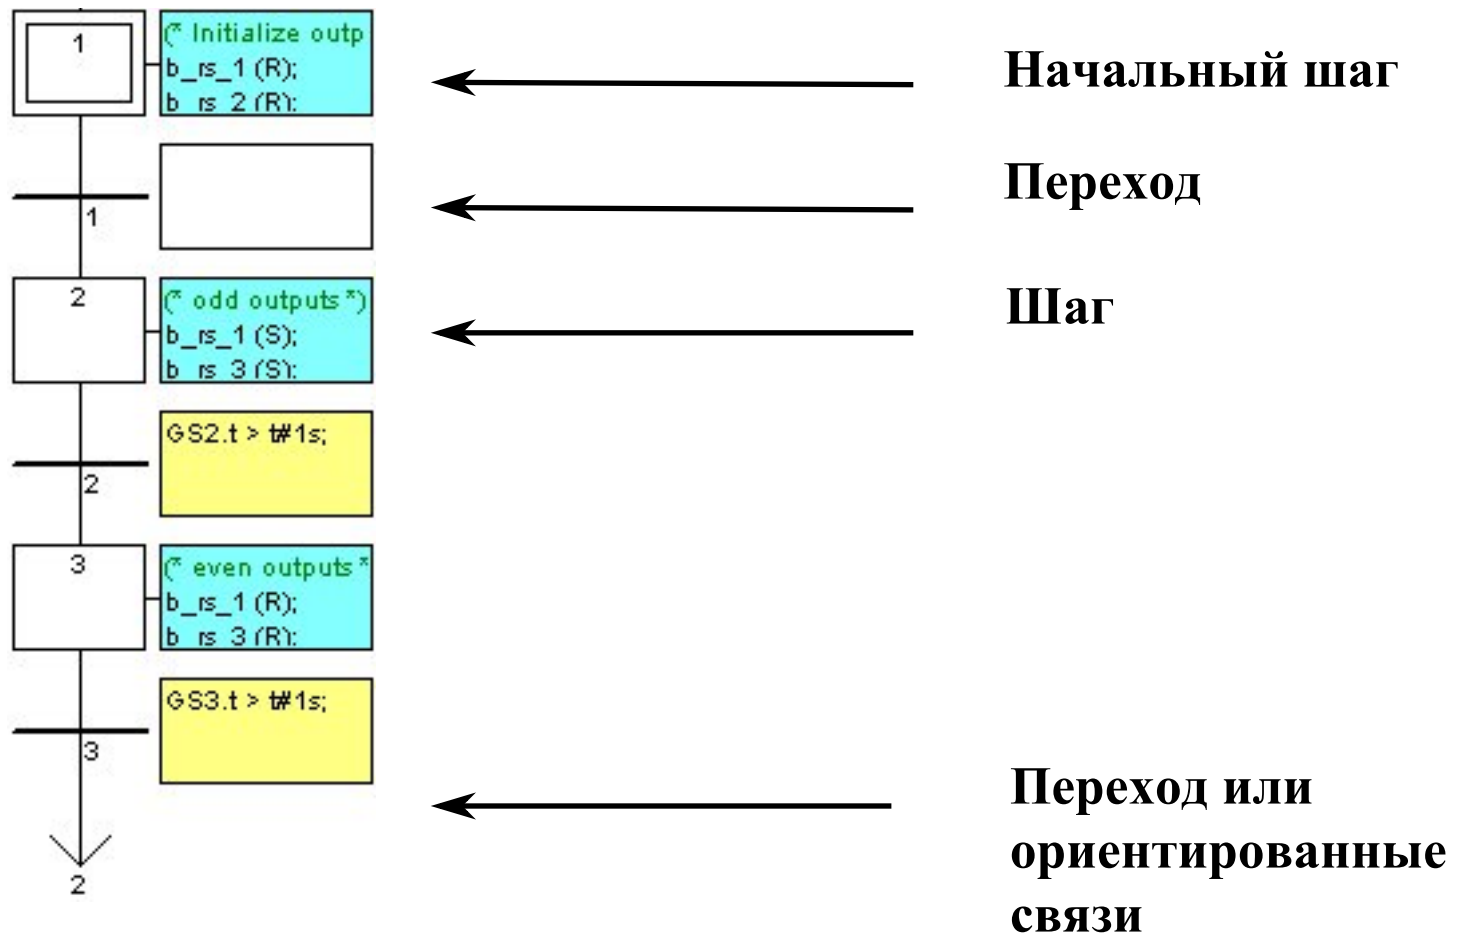 1
(* Initialize outp
b_rs_1 (R);
b_rs_2 (R);
Начальный шаг
1
Переход
2
(* odd outputs *)
b_rs_1 (S);
b_rs_3 (S);
Шаг
GS2.t > t#1s;
2
3
(* even outputs *
b_rs_1 (R);
b_rs_3 (R);
GS3.t > t#1s;
3
2
Переход или
ориентированные
связи